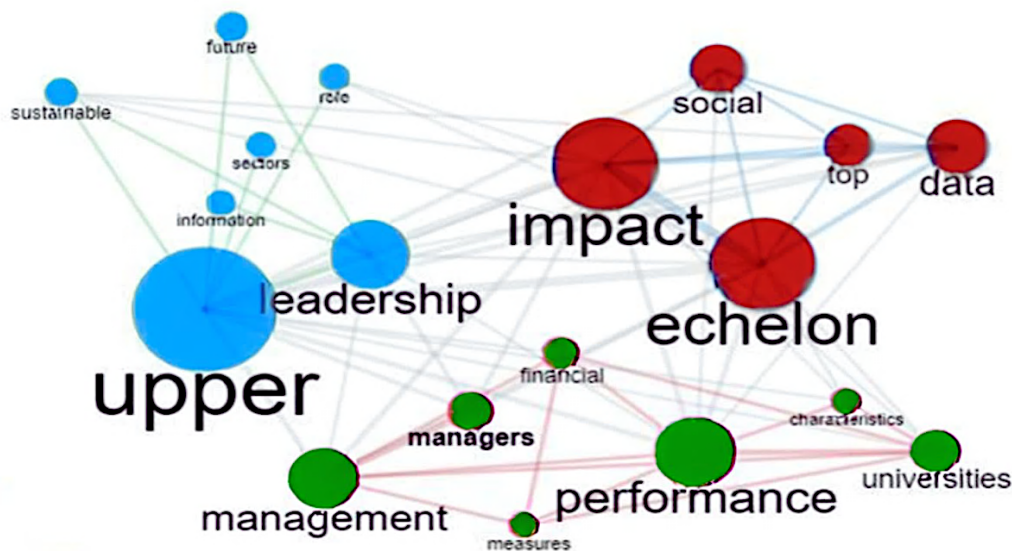 future
role
sustainable
social
sectors
top
data
information
impact
leadership
echelon
upper
financial
characteristics
managers
universities
performance
management
measures